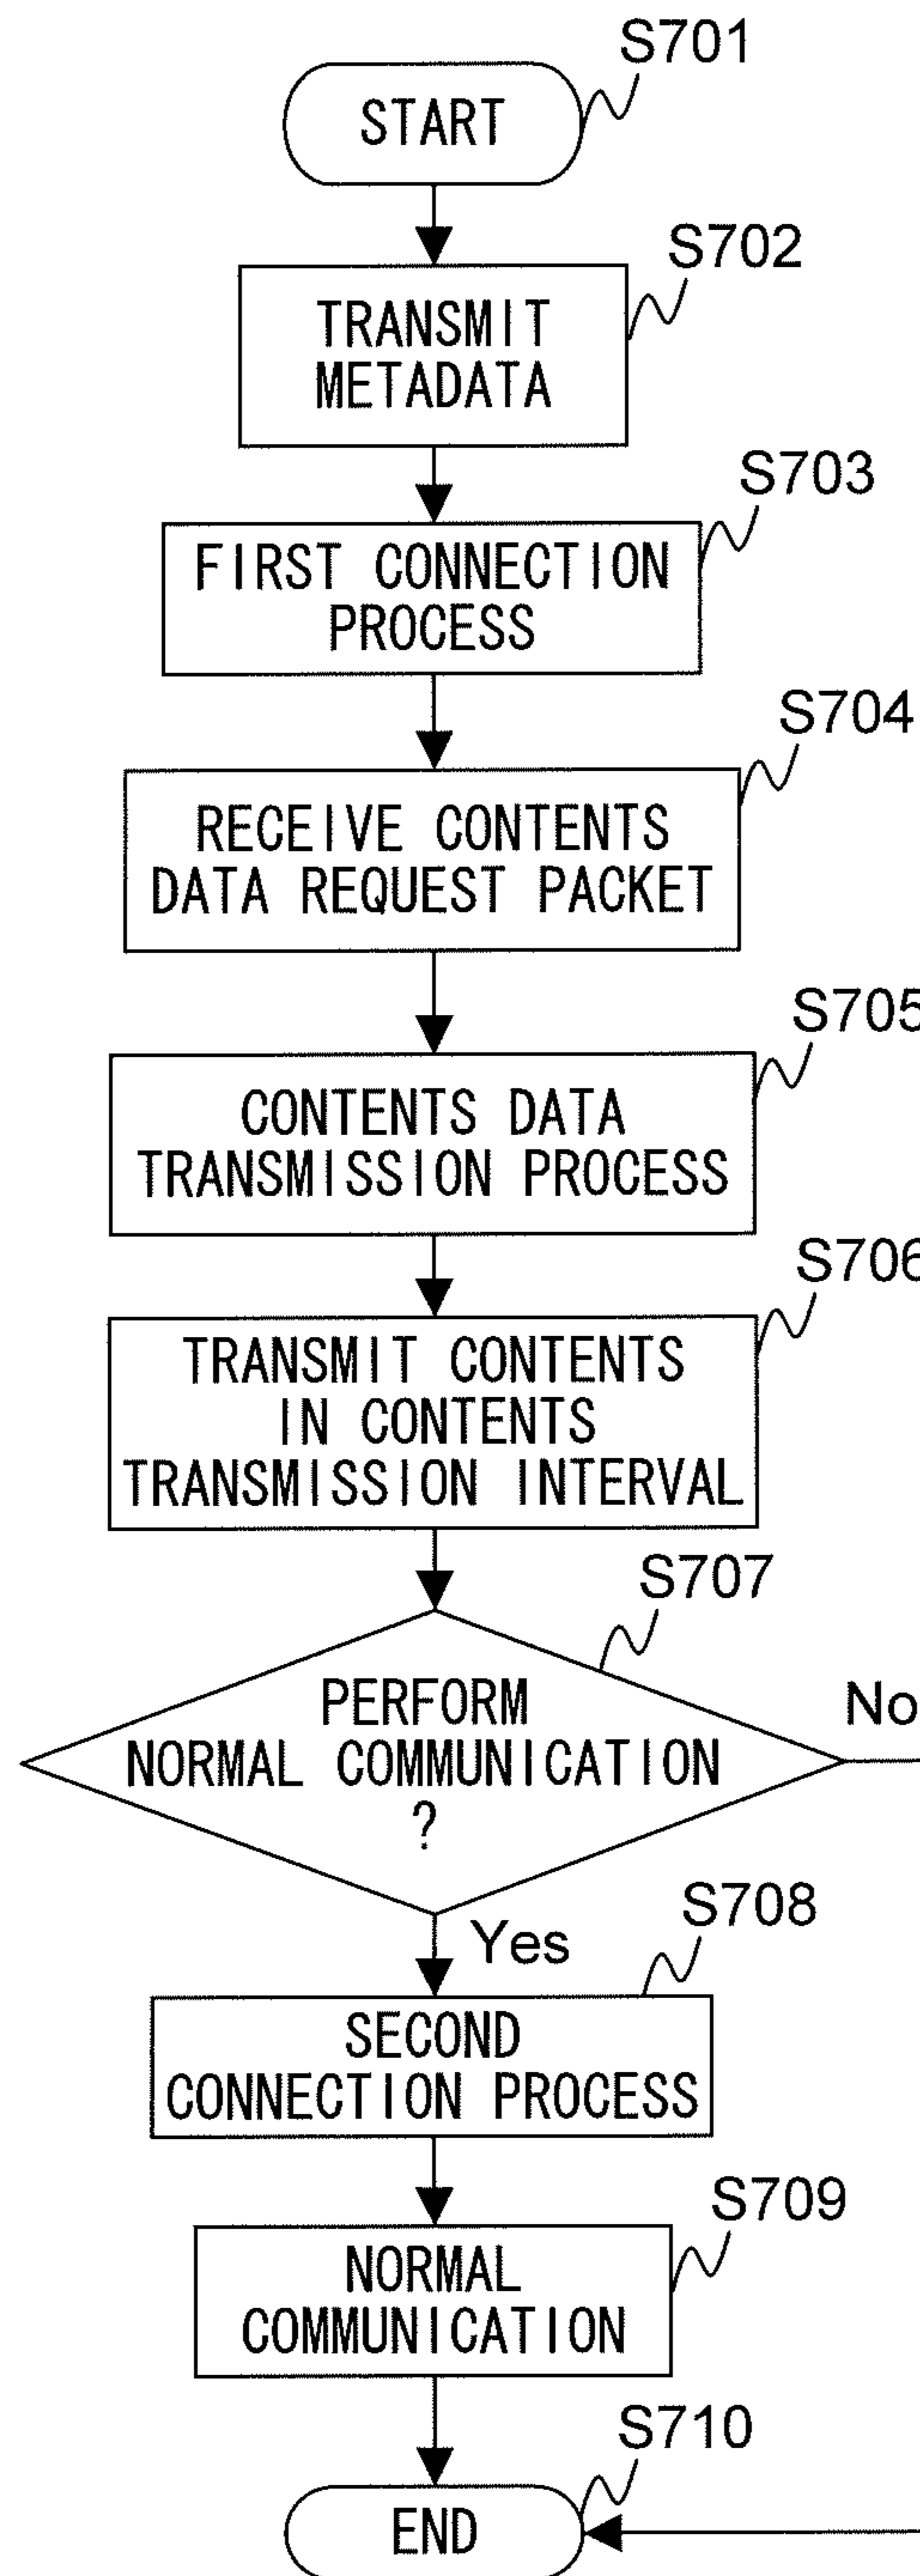 S701
START
S702
TRANSMIT
METADATA
S703
FIRST CONNECTION
PROCESS
S704
RECEIVE CONTENTS
DATA REQUEST PACKET
S705
CONTENTS DATA
TRANSMISSION PROCESS
S706
TRANSMIT CONTENTS
IN CONTENTS
TRANSMISSION INTERVAL
S707
PERFORM
NORMAL COMMUNICATION
?
No
Yes
S708
SECOND
CONNECTION PROCESS
S709
NORMAL
COMMUNICATION
S710
END